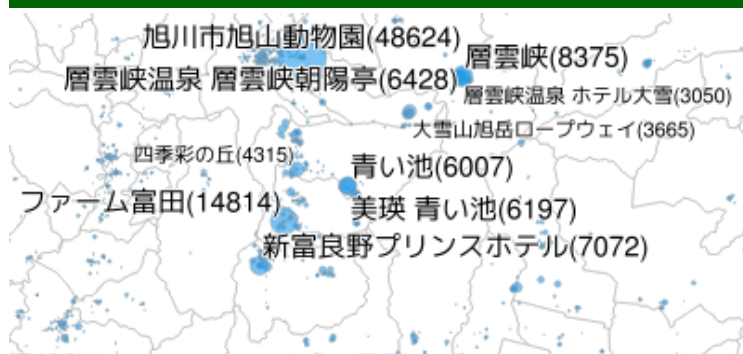 旭川市旭山動物園(48624)
層雲峡(8375)
層雲峡温泉 層雲峡朝陽亭(6428)
層雲峡温泉 ホテル大雪(3050)
大雪山旭岳ロープウェイ(3665)
四季彩の丘(4315)
青い池(6007)
ファーム富田(14814)
美瑛 青い池(6197)
新富良野プリンスホテル(7072)